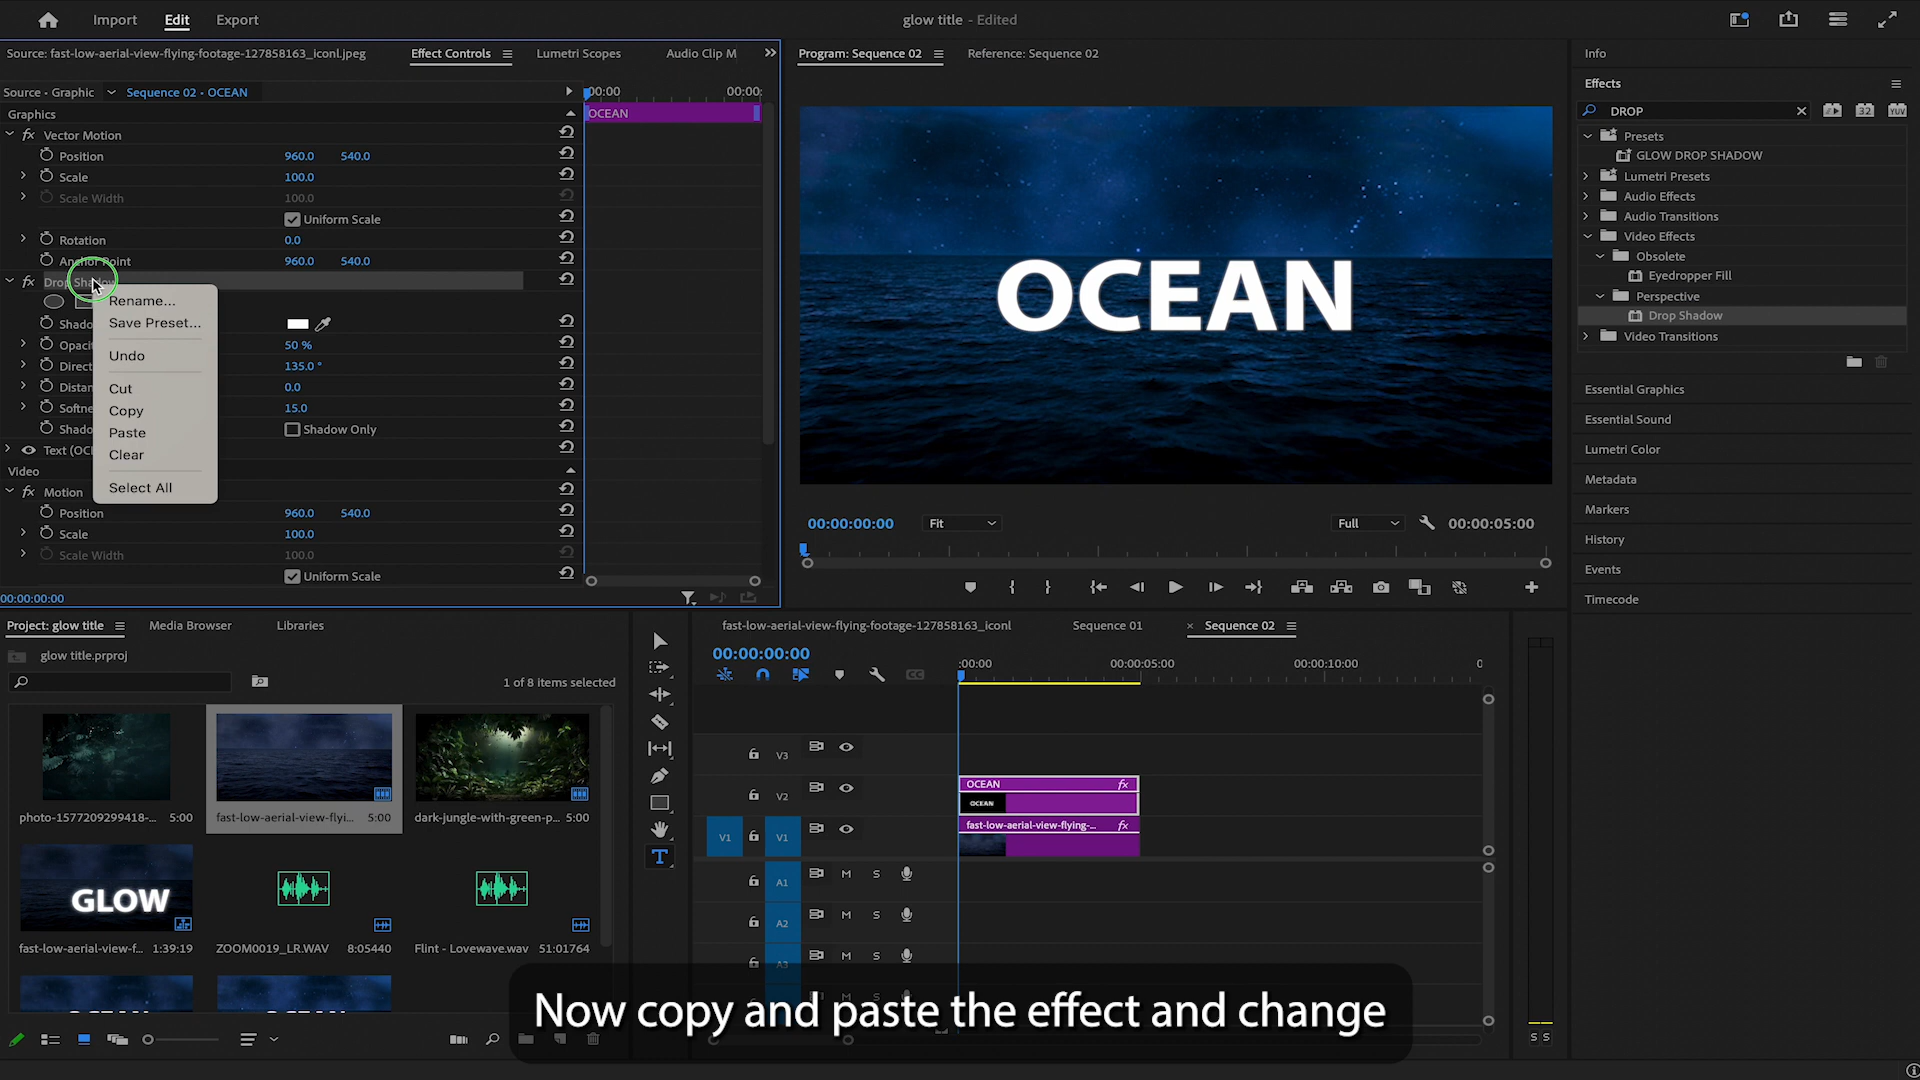 Import
Edit
Export
glow title - Edited
Source: fast-low-aerial-view-flying-footage-127858163_iconl.jpeg
Effect Controls
Lumetri Scopes
Audio Clip M
Program: Sequence 02
Reference: Sequence 02
Info
Source • Graphic
Sequence 02 • OCEAN
:00:00
00:00:
Graphics
OCEAN
Vector Motion
Position 960.0 540.0
Scale 100.0
Scale Width 100.0
Uniform Scale
Rotation 0.0
Anchor Point 960.0 540.0
Drop Shadow
Rename...
Save Preset...
Undo
Cut
Copy
Paste
Clear
Select All
Shado
Opacit 50 %
Direct 135.0 °
Distan 0.0
Softne 15.0
Shado
Shadow Only
Text (OCE
Video
Motion
Position 960.0 540.0
Scale 100.0
Scale Width 100.0
Uniform Scale
00:00:00:00
OCEAN
00:00:00:00
Fit
Full
00:00:05:00
Effects
DROP
32
YUV
Presets
GLOW DROP SHADOW
Lumetri Presets
Audio Effects
Audio Transitions
Video Effects
Obsolete
Eyedropper Fill
Perspective
Drop Shadow
Video Transitions
Essential Graphics
Essential Sound
Lumetri Color
Metadata
Markers
History
Events
Timecode
Project: glow title
Media Browser
Libraries
glow title.prproj
1 of 8 items selected
photo-1577209299418-... 5:00
fast-low-aerial-view-flyi... 5:00
dark-jungle-with-green-p... 5:00
GLOW
fast-low-aerial-view-f... 1:39:19
ZOOM0019_LR.WAV 8:05440
Flint - Lovewave.wav 51:01764
fast-low-aerial-view-flying-footage-127858163_iconl
Sequence 01
× Sequence 02
00:00:00:00
CC
:00:00
00:00:05:00
00:00:10:00
V3
V2
OCEAN fx
OCEAN
V1 V1
fast-low-aerial-view-flying-... fx
A1 M S
A2 M S
A3 M S
S S
Now copy and paste the effect and change